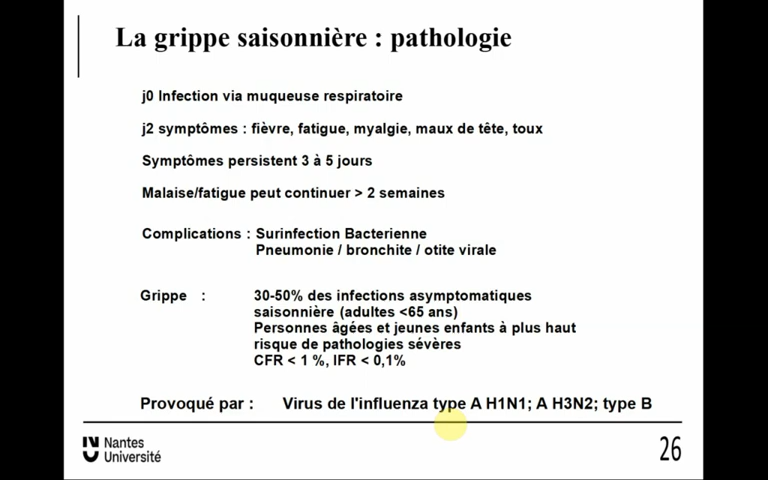 La grippe saisonnière : pathologie
j0 Infection via muqueuse respiratoire
j2 symptômes : fièvre, fatigue, myalgie, maux de tête, toux
Symptômes persistent 3 à 5 jours
Malaise/fatigue peut continuer > 2 semaines
Complications : Surinfection Bacterienne
Pneumonie / bronchite / otite virale
Grippe : 30-50% des infections asymptomatiques
saisonnière (adultes <65 ans)
Personnes âgées et jeunes enfants à plus haut
risque de pathologies sévères
CFR < 1 %, IFR < 0,1%
Provoqué par : Virus de l'influenza type A H1N1; A H3N2; type B
Nantes
Université
26